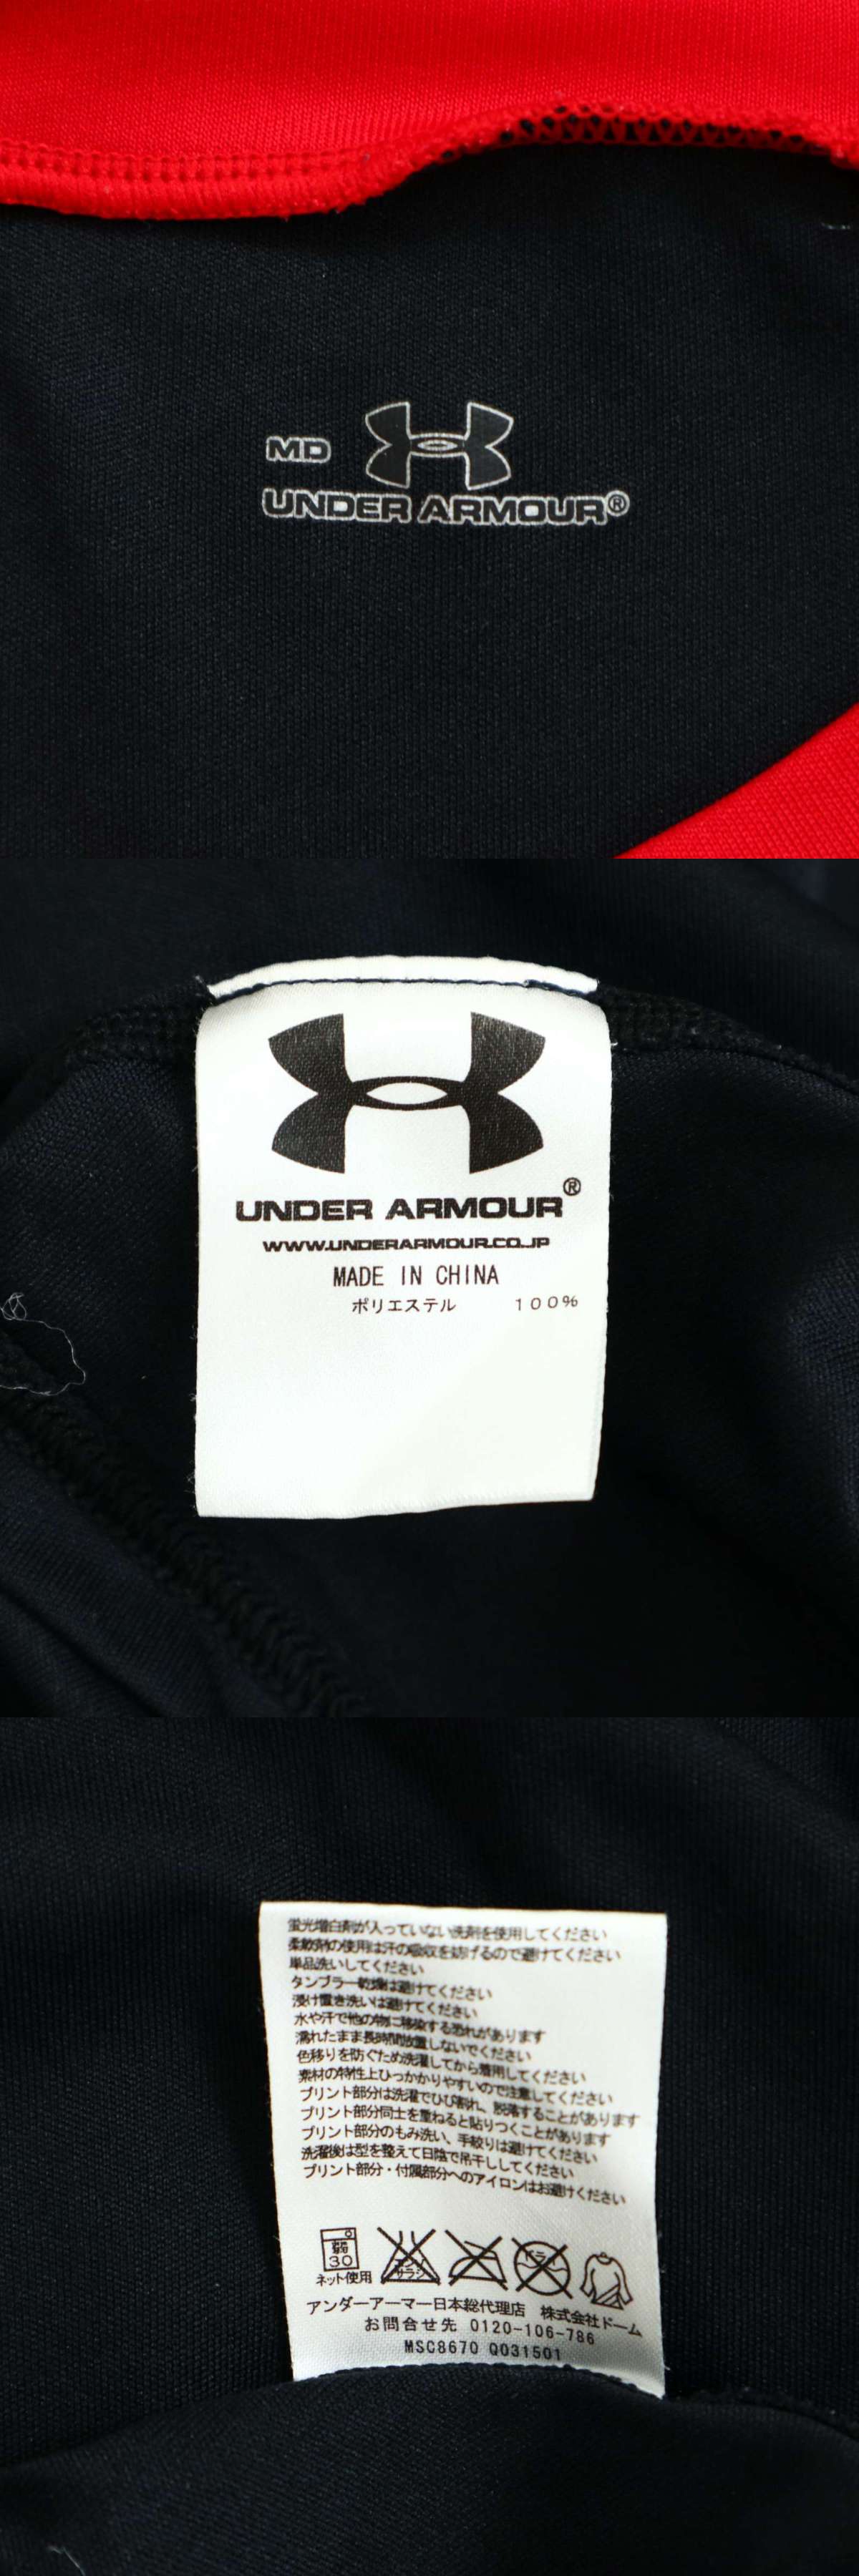 MD
UNDER ARMOUR®
UNDER ARMOUR®
WWW.UNDERARMOUR.CO.JP
MADE IN CHINA
ポリエステル 100%
蛍光増白剤が入っていない洗剤を使用してください
柔軟剤の使用は汗の吸収を妨げるので避けてください
単品洗いしてください
タンブラー乾燥は避けてください
浸け置き洗いは避けてください
水や汗で他の物に移染する恐れがあります
濡れたまま長時間放置しないでください
色移りを防ぐため洗濯してから着用してください
素材の特性上ひっかかりやすいので注意してください
プリント部分は洗濯でひび割れ、脱落することがあります
プリント部分同士を重ねると貼りつくことがあります
プリント部分のもみ洗い、手絞りは避けてください
洗濯後は型を整えて日陰で吊干ししてください
プリント部分・付属部分へのアイロンはお避けください
弱
30
エンソ
サラシ
ドライ
ネット使用
アンダーアーマー日本総代理店 株式会社ドーム
お問合せ先 0120-106-786
MSC8670 Q031501